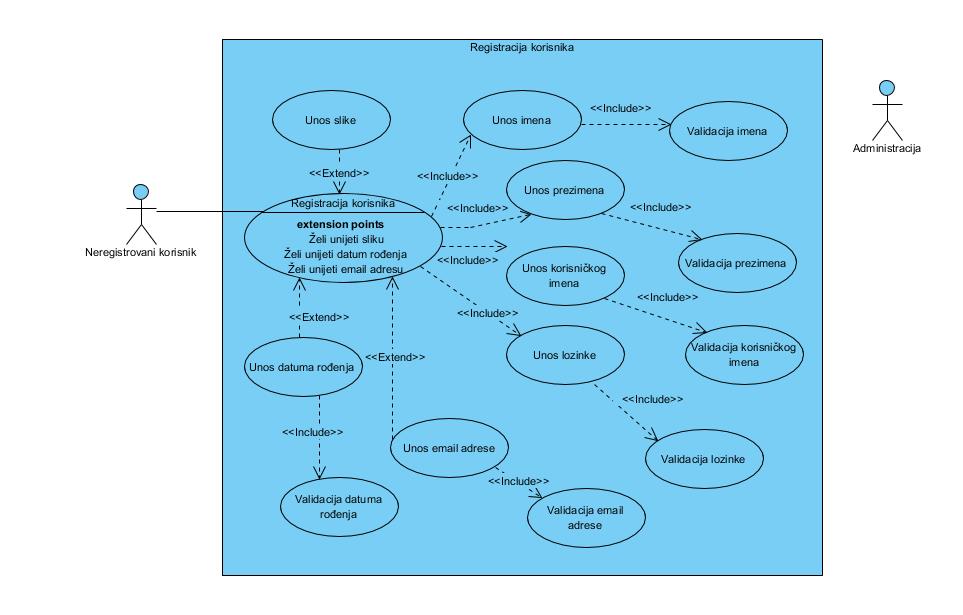 Registracija korisnika
Unos slike
Unos imena
<<Include>>
Validacija imena
Administracija
<<Extend>>
<<Include>>
Unos prezimena
Registracija korisnika
extension points
Želi unijeti sliku
Želi unijeti datum rođenja
Želi unijeti email adresu
<<Include>>
<<Include>>
Neregistrovani korisnik
<<Include>>
Validacija prezimena
Unos korisničkog
imena
<<Include>>
<<Extend>>
<<Include>>
Validacija korisničkog
imena
Unos lozinke
<<Extend>>
Unos datuma rođenja
<<Include>>
<<Include>>
Unos email adrese
Validacija lozinke
<<Include>>
Validacija datuma
rođenja
Validacija email
adrese